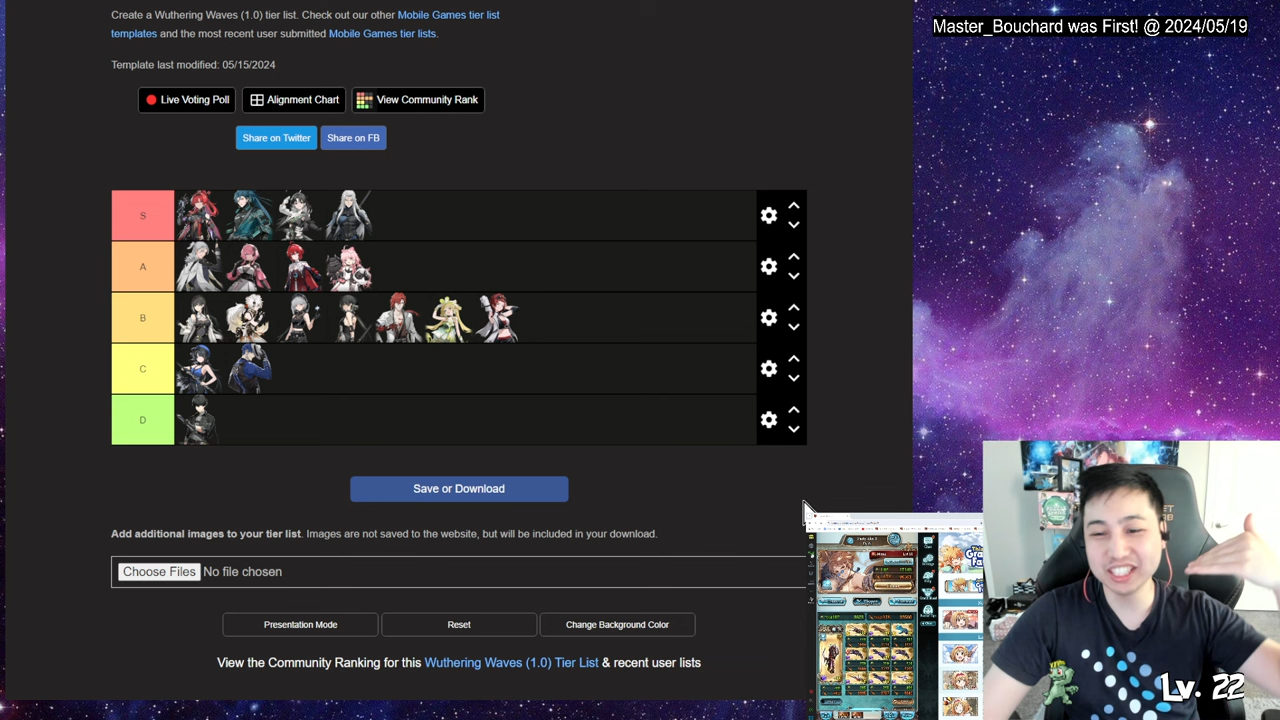 Create a Wuthering Waves (1.0) tier list. Check out our other Mobile Games tier list
templates and the most recent user submitted Mobile Games tier lists.
Master_Bouchard was First! @ 2024/05/19
Template last modified: 05/15/2024
Live Voting Poll
Alignment Chart
View Community Rank
Share on Twitter
Share on FB
S
A
B
C
D
Save or Download
Add additional images to your tier list. Images are not saved to the website, but will be included in your download.
Choose Files No file chosen
Presentation Mode
Reset
Change Background Color
View the Community Ranking for this Wuthering Waves (1.0) Tier List & recent user lists
Lv. 22